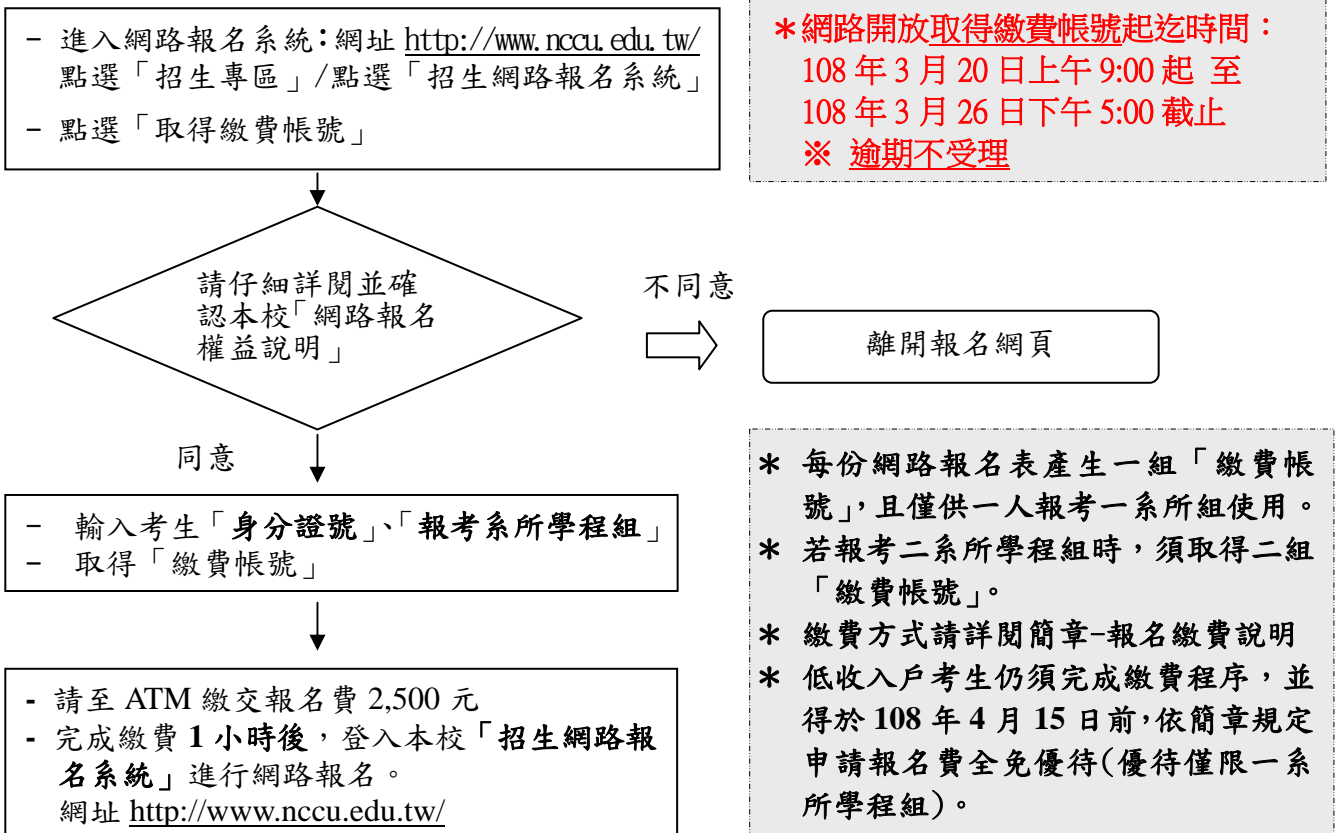 - 進入網路報名系統：網址 http://www.nccu.edu.tw/
點選「招生專區」/點選「招生網路報名系統」
- 點選「取得繳費帳號」
＊網路開放取得繳費帳號起迄時間：
108 年 3 月 20 日上午 9:00 起 至
108 年 3 月 26 日下午 5:00 截止
※ 逾期不受理
請仔細詳閱並確
認本校「網路報名
權益說明」
不同意
離開報名網頁
同意
- 輸入考生「身分證號」、「報考系所學程組」
- 取得「繳費帳號」
- 請至 ATM 繳交報名費 2,500 元
- 完成繳費 1 小時後，登入本校「招生網路報
名系統」進行網路報名。
網址 http://www.nccu.edu.tw/
＊ 每份網路報名表產生一組「繳費帳
號」，且僅供一人報考一系所組使用。
＊ 若報考二系所學程組時，須取得二組
「繳費帳號」。
＊ 繳費方式請詳閱簡章-報名繳費說明
＊ 低收入戶考生仍須完成繳費程序，並
得於 108 年 4 月 15 日前，依簡章規定
申請報名費全免優待(優待僅限一系
所學程組)。